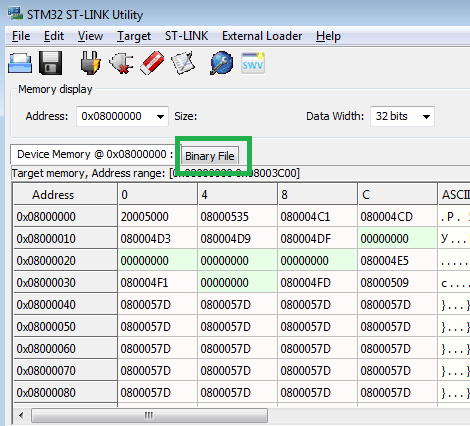 STM32 ST-LINK Utility
File Edit View Target ST-LINK External Loader Help
SWV
Memory display
Address: 0x08000000 Size: Data Width: 32 bits
Device Memory @ 0x08000000 : Binary File
Target memory, Address range: [0x08000000 0x08003C00]
Address 0 4 8 C ASCII
0x08000000 20005000 08000535 080004C1 080004CD .P. 5
0x08000010 080004D3 080004D9 080004DF 00000000 У...
0x08000020 00000000 00000000 00000000 080004E5 .....
0x08000030 080004F1 00000000 080004FD 08000509 с....
0x08000040 0800057D 0800057D 0800057D 0800057D }...}
0x08000050 0800057D 0800057D 0800057D 0800057D }...}
0x08000060 0800057D 0800057D 0800057D 0800057D }...}
0x08000070 0800057D 0800057D 0800057D 0800057D }...}
0x08000080 0800057D 0800057D 0800057D 0800057D }...}